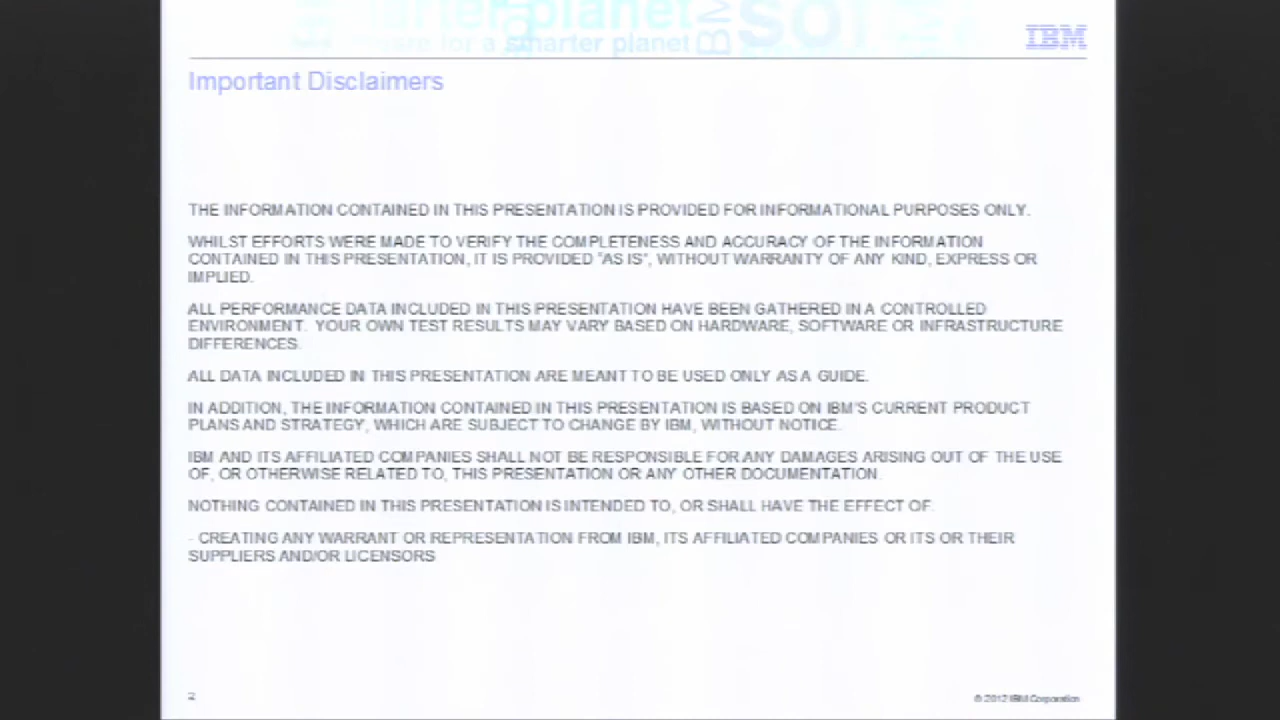 rter planet
are for a smarter planet
IBM
IBM
Important Disclaimers
THE INFORMATION CONTAINED IN THIS PRESENTATION IS PROVIDED FOR INFORMATIONAL PURPOSES ONLY.
WHILST EFFORTS WERE MADE TO VERIFY THE COMPLETENESS AND ACCURACY OF THE INFORMATION
CONTAINED IN THIS PRESENTATION, IT IS PROVIDED "AS IS", WITHOUT WARRANTY OF ANY KIND, EXPRESS OR
IMPLIED.
ALL PERFORMANCE DATA INCLUDED IN THIS PRESENTATION HAVE BEEN GATHERED IN A CONTROLLED
ENVIRONMENT. YOUR OWN TEST RESULTS MAY VARY BASED ON HARDWARE, SOFTWARE OR INFRASTRUCTURE
DIFFERENCES.
ALL DATA INCLUDED IN THIS PRESENTATION ARE MEANT TO BE USED ONLY AS A GUIDE.
IN ADDITION, THE INFORMATION CONTAINED IN THIS PRESENTATION IS BASED ON IBM'S CURRENT PRODUCT
PLANS AND STRATEGY, WHICH ARE SUBJECT TO CHANGE BY IBM, WITHOUT NOTICE.
IBM AND ITS AFFILIATED COMPANIES SHALL NOT BE RESPONSIBLE FOR ANY DAMAGES ARISING OUT OF THE USE
OF, OR OTHERWISE RELATED TO, THIS PRESENTATION OR ANY OTHER DOCUMENTATION.
NOTHING CONTAINED IN THIS PRESENTATION IS INTENDED TO, OR SHALL HAVE THE EFFECT OF:
- CREATING ANY WARRANT OR REPRESENTATION FROM IBM, ITS AFFILIATED COMPANIES OR ITS OR THEIR
SUPPLIERS AND/OR LICENSORS
2
© 2012 IBM Corporation